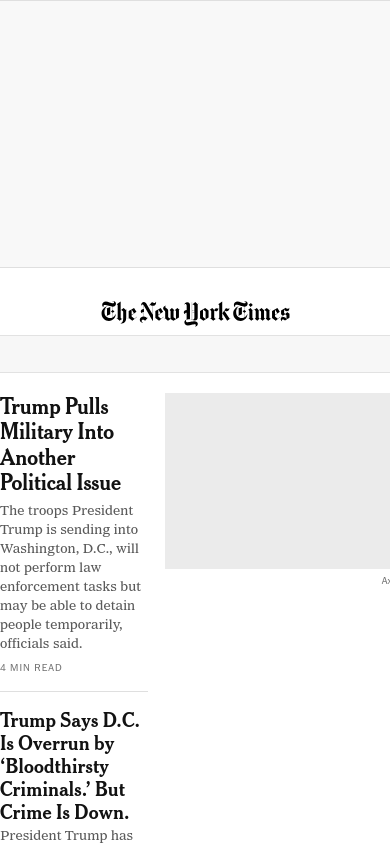 The New York Times
Trump Pulls
Military Into
Another
Political Issue
The troops President
Trump is sending into
Washington, D.C., will
not perform law
enforcement tasks but
may be able to detain
people temporarily,
officials said.
4 MIN READ
Trump Says D.C.
Is Overrun by
‘Bloodthirsty
Criminals.’ But
Crime Is Down.
President Trump has